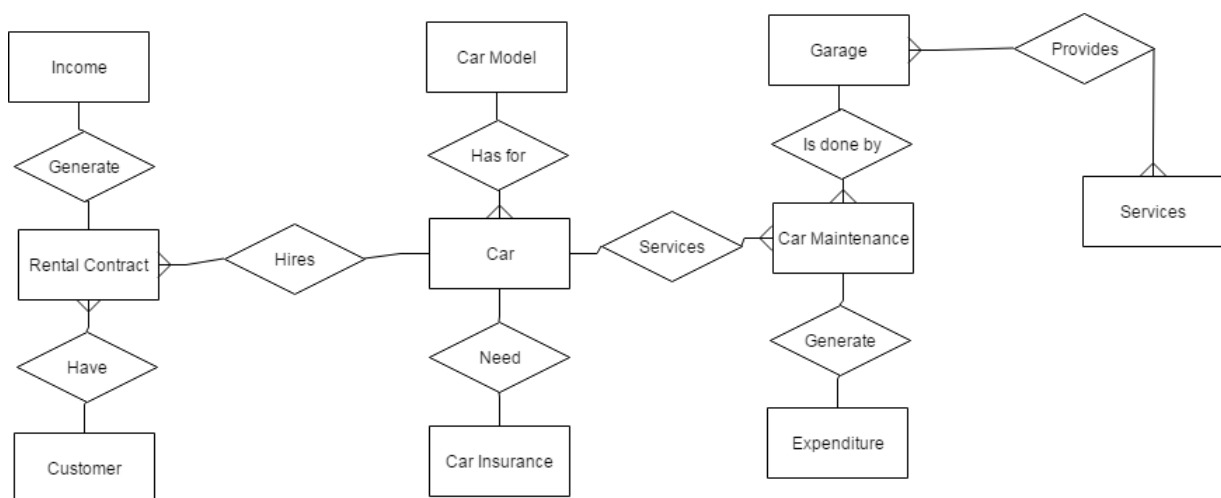 Income
Car Model
Garage
Provides
Generate
Has for
Is done by
Services
Rental Contract
Hires
Car
Services
Car Maintenance
Have
Need
Generate
Customer
Car Insurance
Expenditure